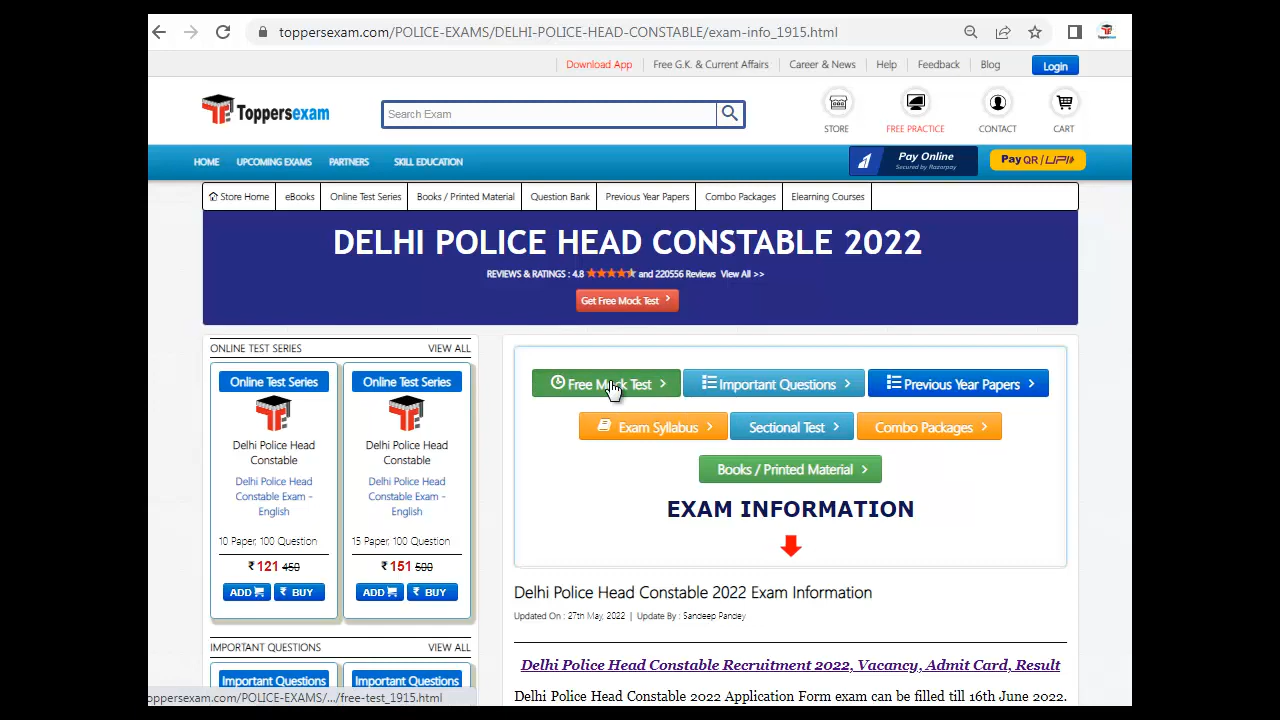 toppersexam.com/POLICE-EXAMS/DELHI-POLICE-HEAD-CONSTABLE/exam-info_1915.html
Download App Free G.K. & Current Affairs Career & News Help Feedback Blog Login
Toppersexam
Search Exam
STORE FREE PRACTICE CONTACT CART
HOME UPCOMING EXAMS PARTNERS SKILL EDUCATION
Pay Online
Secured by Razorpay
Pay QR / UPI
Store Home eBooks Online Test Series Books / Printed Material Question Bank Previous Year Papers Combo Packages Elearning Courses
DELHI POLICE HEAD CONSTABLE 2022
REVIEWS & RATINGS : 4.8 and 220556 Reviews View All >>
Get Free Mock Test
ONLINE TEST SERIES VIEW ALL
Online Test Series
Delhi Police Head
Constable
Delhi Police Head
Constable Exam -
English
10 Paper, 100 Question
₹ 121 450
ADD ₹ BUY
Online Test Series
Delhi Police Head
Constable
Delhi Police Head
Constable Exam -
English
15 Paper, 100 Question
₹ 151 500
ADD ₹ BUY
IMPORTANT QUESTIONS VIEW ALL
Important Questions
Important Questions
Free Mock Test Important Questions Previous Year Papers
Exam Syllabus Sectional Test Combo Packages
Books / Printed Material
EXAM INFORMATION
Delhi Police Head Constable 2022 Exam Information
Updated On : 27th May, 2022 | Update By : Sandeep Pandey
Delhi Police Head Constable Recruitment 2022, Vacancy, Admit Card, Result
Delhi Police Head Constable 2022 Application Form exam can be filled till 16th June 2022.
toppersexam.com/POLICE-EXAMS/.../free-test_1915.html